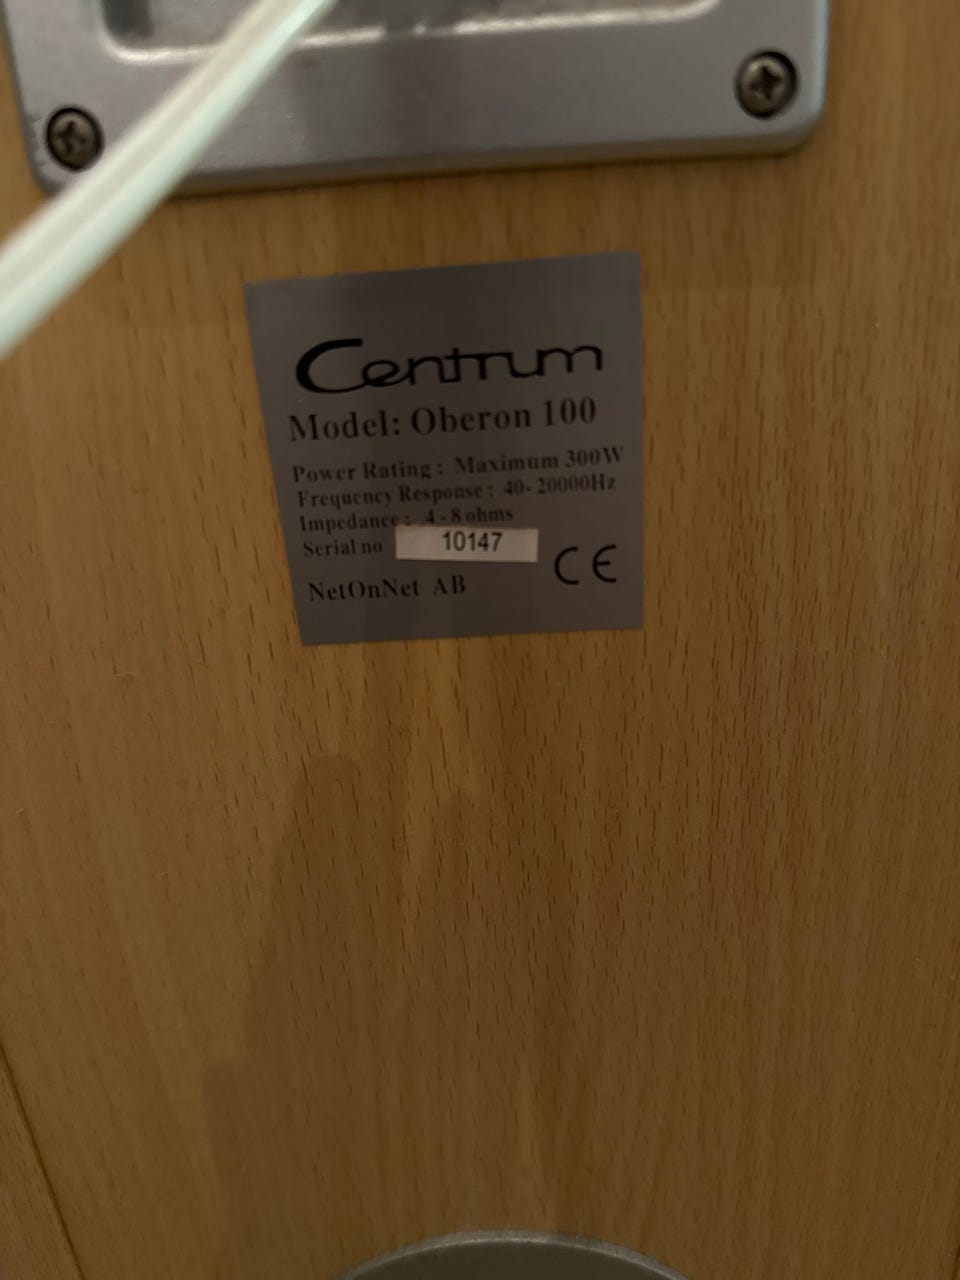 Centrum
Model: Oberon 100
Power Rating : Maximum 300W
Frequency Response : 40-20000Hz
Impedance : 4-8 ohms
Serial no 10147
NetOnNet AB
CE